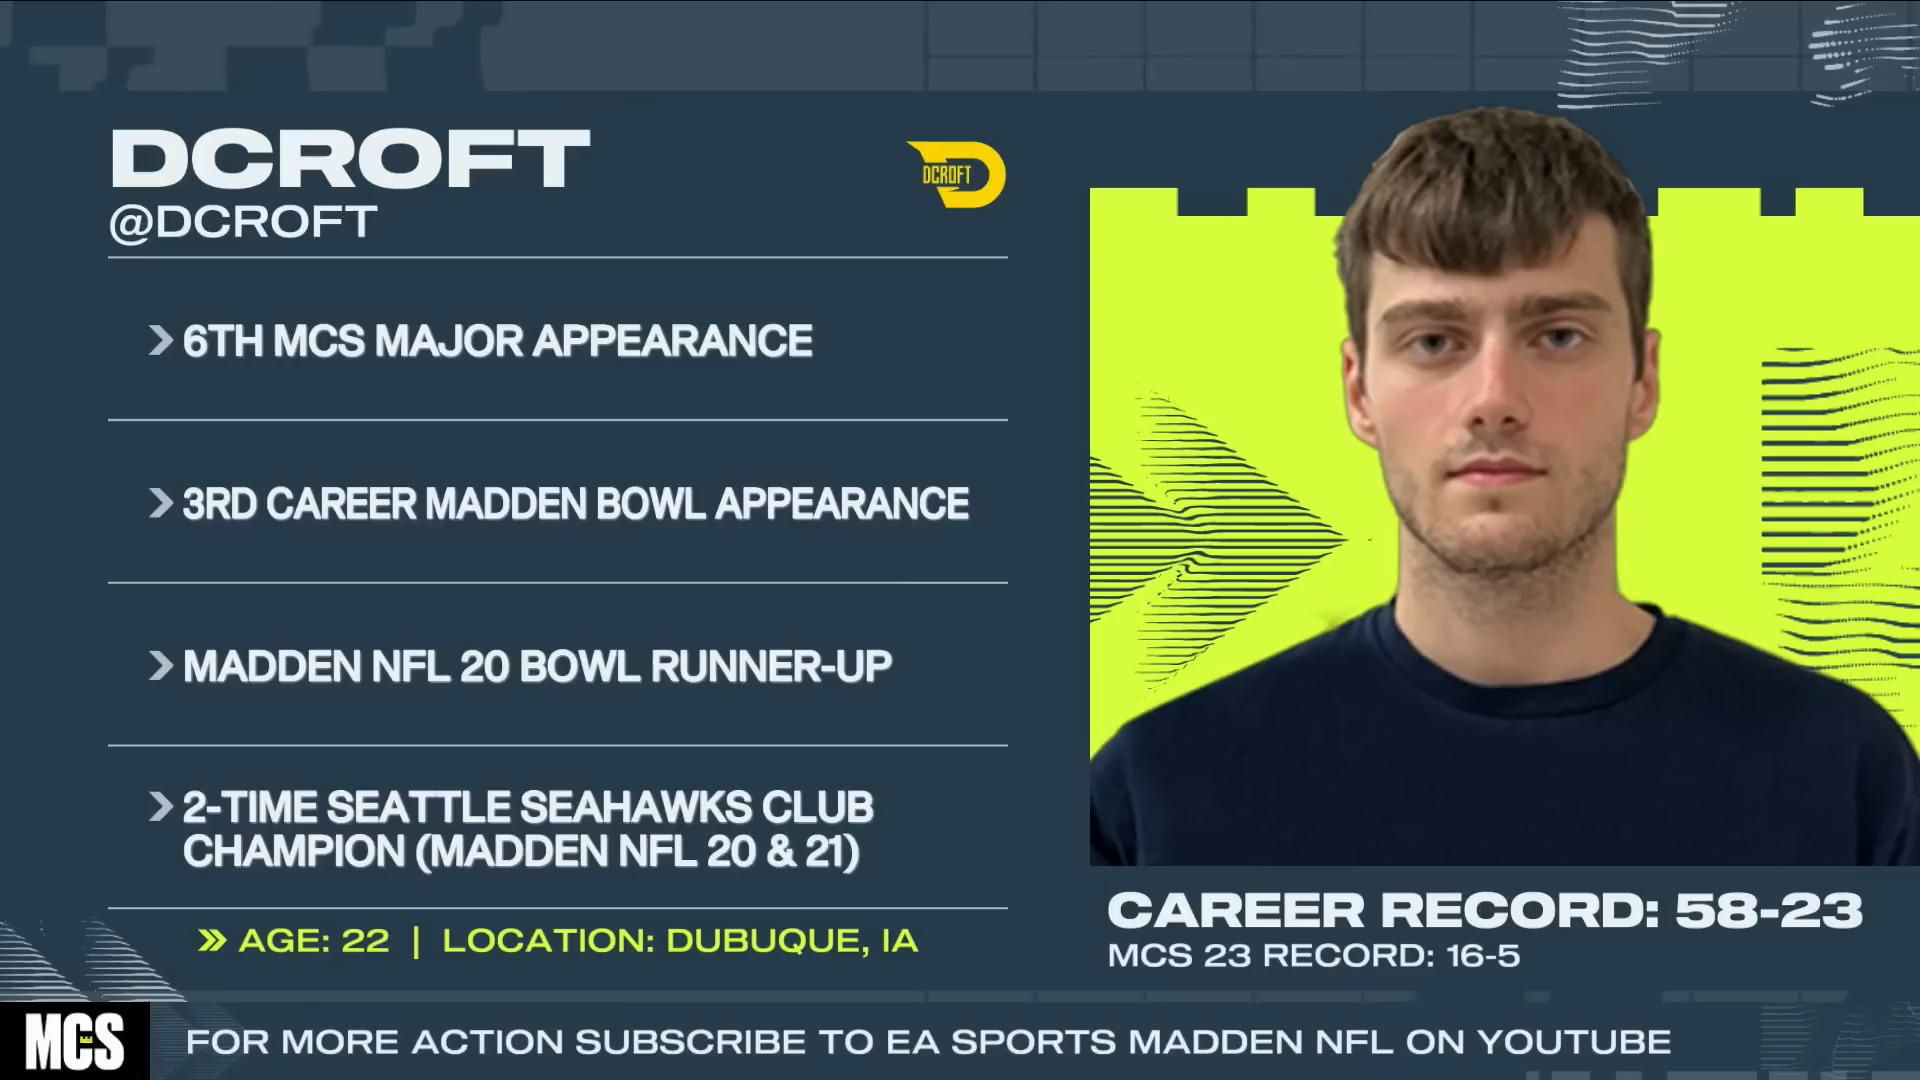 DCROFT
DCROFT
@DCROFT
6TH MCS MAJOR APPEARANCE
3RD CAREER MADDEN BOWL APPEARANCE
MADDEN NFL 20 BOWL RUNNER-UP
2-TIME SEATTLE SEAHAWKS CLUB
CHAMPION (MADDEN NFL 20 & 21)
AGE: 22 | LOCATION: DUBUQUE, IA
CAREER RECORD: 58-23
MCS 23 RECORD: 16-5
MCS
FOR MORE ACTION SUBSCRIBE TO EA SPORTS MADDEN NFL ON YOUTUBE